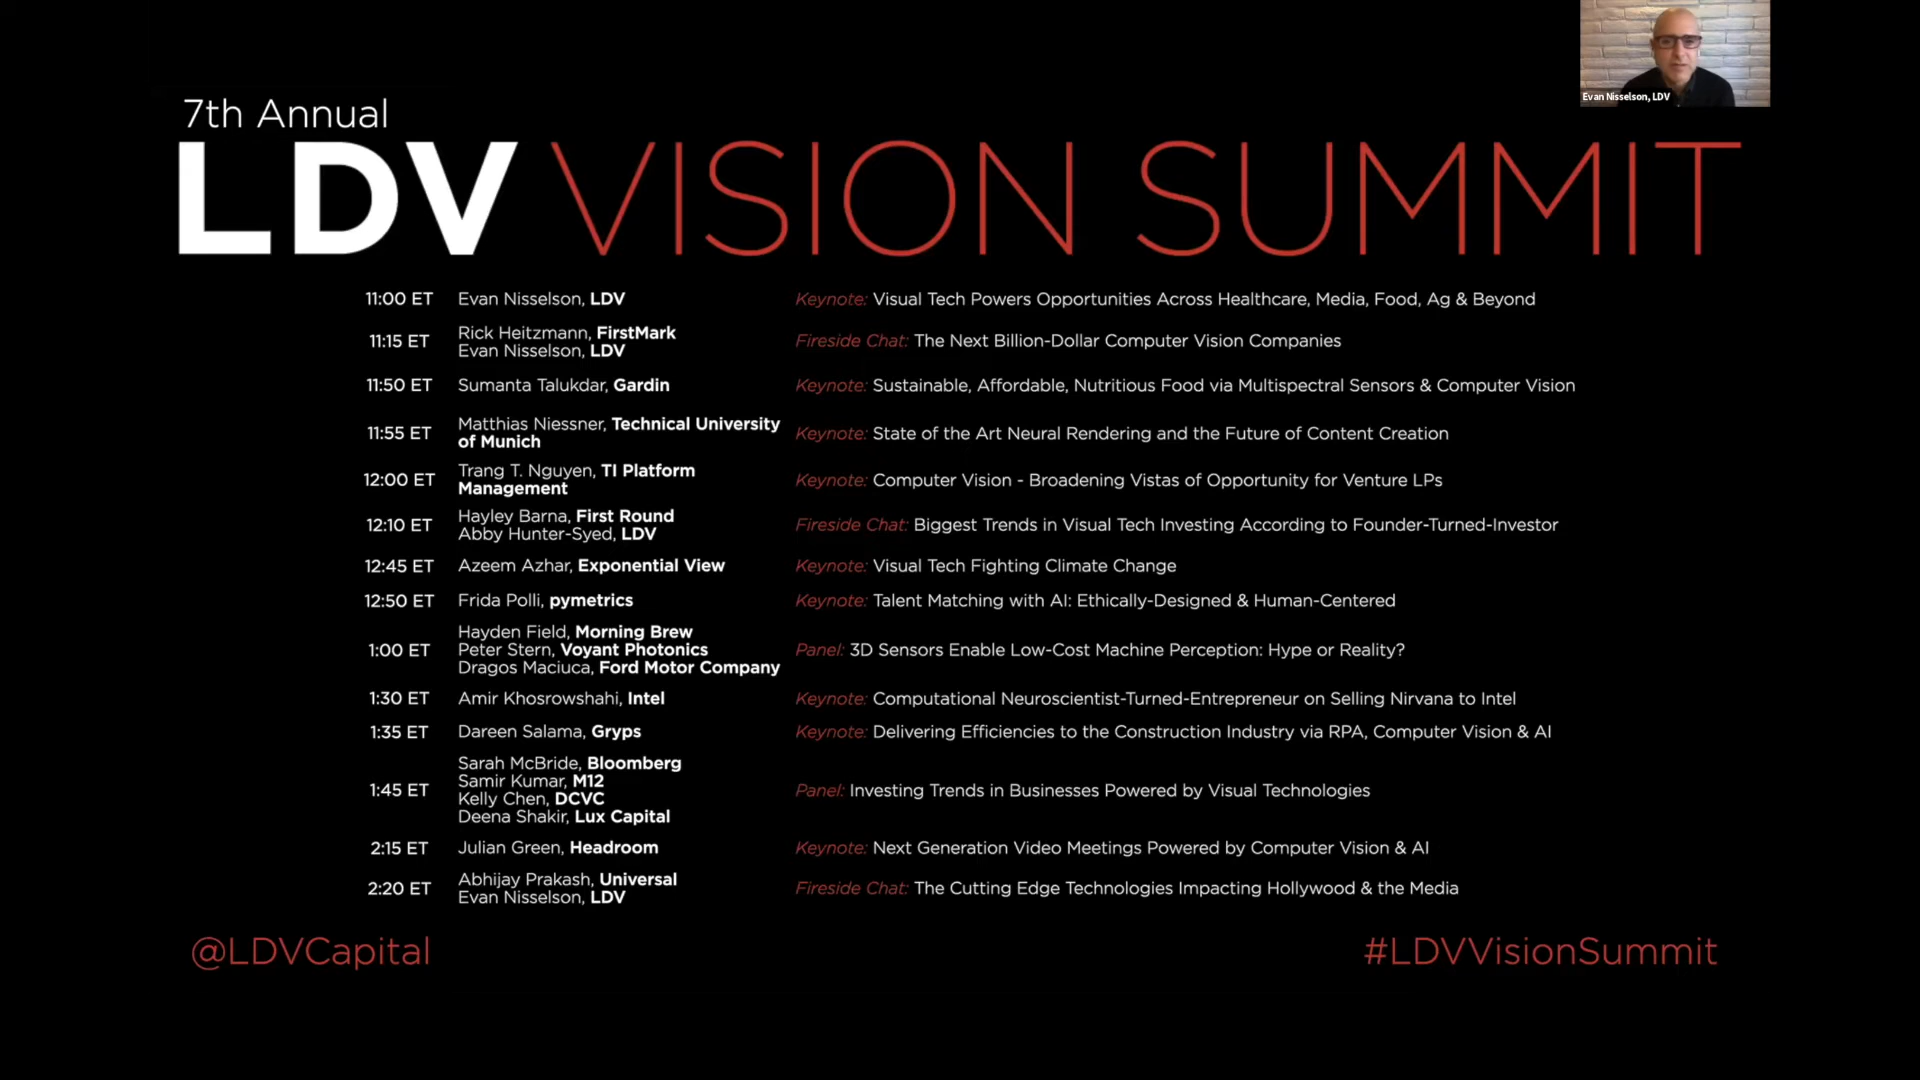 Evan Nisselson, LDV
7th Annual
LDV VISION SUMMIT
11:00 ET Evan Nisselson, LDV Keynote: Visual Tech Powers Opportunities Across Healthcare, Media, Food, Ag & Beyond
11:15 ET Rick Heitzmann, FirstMark
Evan Nisselson, LDV Fireside Chat: The Next Billion-Dollar Computer Vision Companies
11:50 ET Sumanta Talukdar, Gardin Keynote: Sustainable, Affordable, Nutritious Food via Multispectral Sensors & Computer Vision
11:55 ET Matthias Niessner, Technical University
of Munich Keynote: State of the Art Neural Rendering and the Future of Content Creation
12:00 ET Trang T. Nguyen, TI Platform
Management Keynote: Computer Vision - Broadening Vistas of Opportunity for Venture LPs
12:10 ET Hayley Barna, First Round
Abby Hunter-Syed, LDV Fireside Chat: Biggest Trends in Visual Tech Investing According to Founder-Turned-Investor
12:45 ET Azeem Azhar, Exponential View Keynote: Visual Tech Fighting Climate Change
12:50 ET Frida Polli, pymetrics Keynote: Talent Matching with AI: Ethically-Designed & Human-Centered
1:00 ET Hayden Field, Morning Brew
Peter Stern, Voyant Photonics
Dragos Maciuca, Ford Motor Company Panel: 3D Sensors Enable Low-Cost Machine Perception: Hype or Reality?
1:30 ET Amir Khosrowshahi, Intel Keynote: Computational Neuroscientist-Turned-Entrepreneur on Selling Nirvana to Intel
1:35 ET Dareen Salama, Gryps Keynote: Delivering Efficiencies to the Construction Industry via RPA, Computer Vision & AI
1:45 ET Sarah McBride, Bloomberg
Samir Kumar, M12
Kelly Chen, DCVC
Deena Shakir, Lux Capital Panel: Investing Trends in Businesses Powered by Visual Technologies
2:15 ET Julian Green, Headroom Keynote: Next Generation Video Meetings Powered by Computer Vision & AI
2:20 ET Abhijay Prakash, Universal
Evan Nisselson, LDV Fireside Chat: The Cutting Edge Technologies Impacting Hollywood & the Media
@LDVCapital #LDVVisionSummit